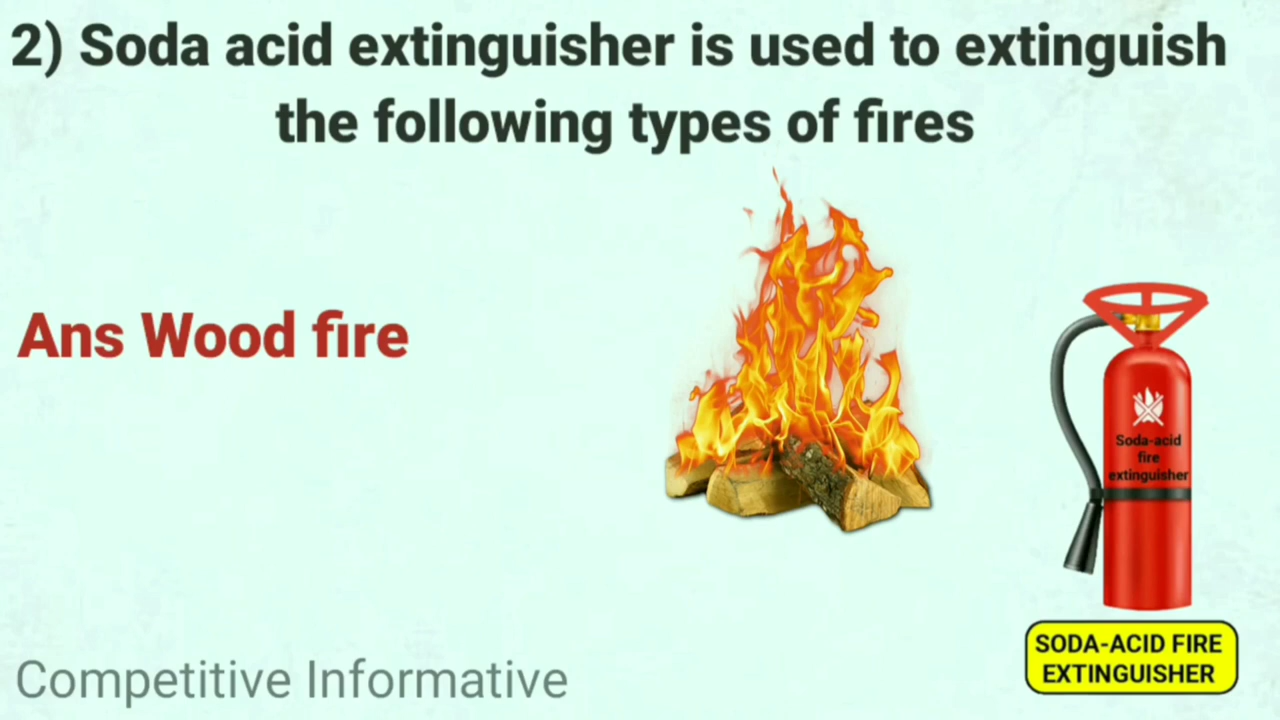 2) Soda acid extinguisher is used to extinguish
the following types of fires
Ans Wood fire
Soda-acid
fire
extinguisher
SODA-ACID FIRE
EXTINGUISHER
Competitive Informative